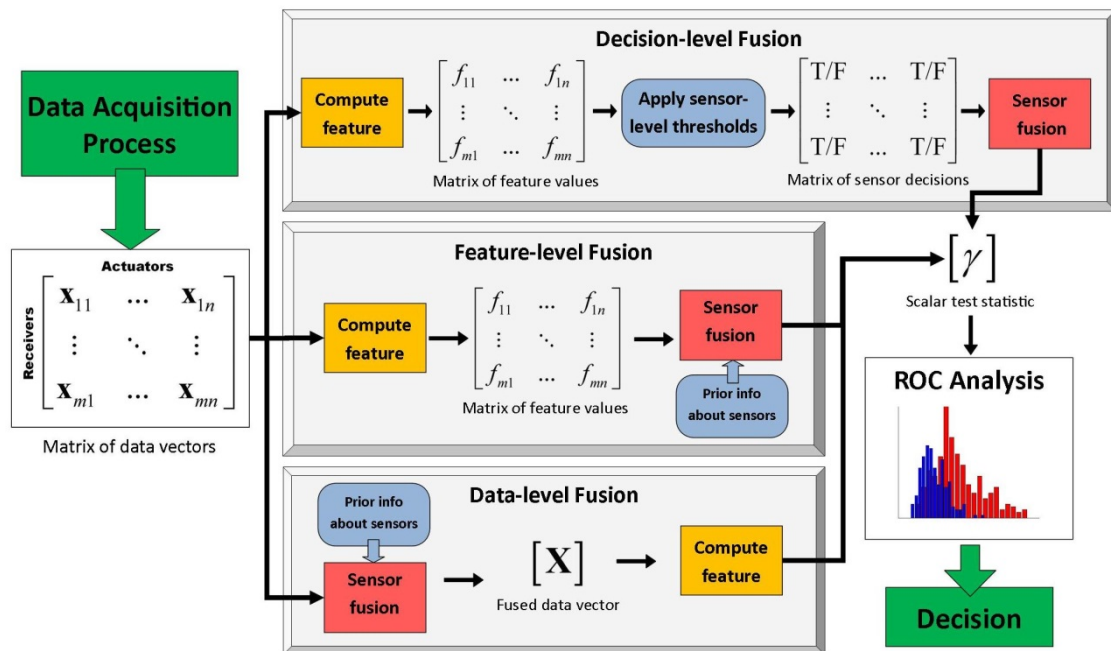 Data Acquisition
Process
Actuators
Receivers
x11 ... x1n
⋮ ⋱ ⋮
xm1 ... xmn
Matrix of data vectors
Decision-level Fusion
Compute
feature
f11 ... f1n
⋮ ⋱ ⋮
fm1 ... fmn
Matrix of feature values
Apply sensor-
level thresholds
T/F ... T/F
⋮ ⋱ ⋮
T/F ... T/F
Matrix of sensor decisions
Sensor
fusion
Feature-level Fusion
Compute
feature
f11 ... f1n
⋮ ⋱ ⋮
fm1 ... fmn
Matrix of feature values
Sensor
fusion
Prior info
about sensors
Data-level Fusion
Prior info
about sensors
Sensor
fusion
[X]
Fused data vector
Compute
feature
[γ]
Scalar test statistic
ROC Analysis
Decision